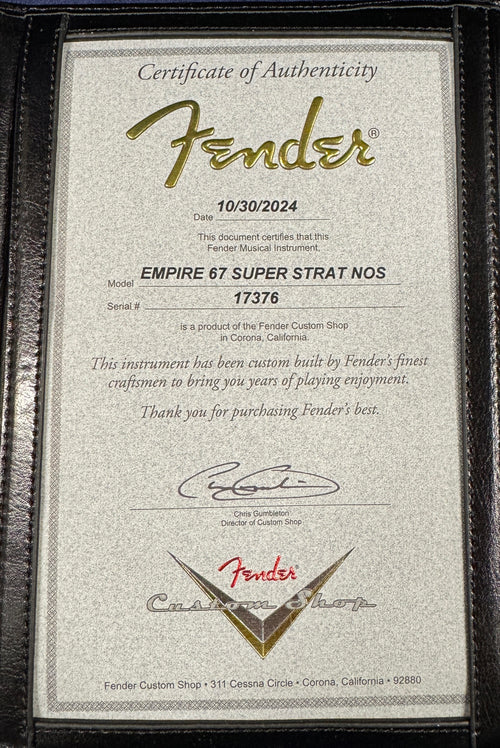 Certificate of Authenticity
Fender®
Date 10/30/2024
This document certifies that this
Fender Musical Instrument,
Model EMPIRE 67 SUPER STRAT NOS
Serial # 17376
is a product of the Fender Custom Shop
in Corona, California.
This instrument has been custom built by Fender's finest
craftsmen to bring you years of playing enjoyment.
Thank you for purchasing Fender's best.
Chris Gumbleton
Director of Custom Shop
Fender
Custom Shop
Fender Custom Shop • 311 Cessna Circle • Corona, California • 92880